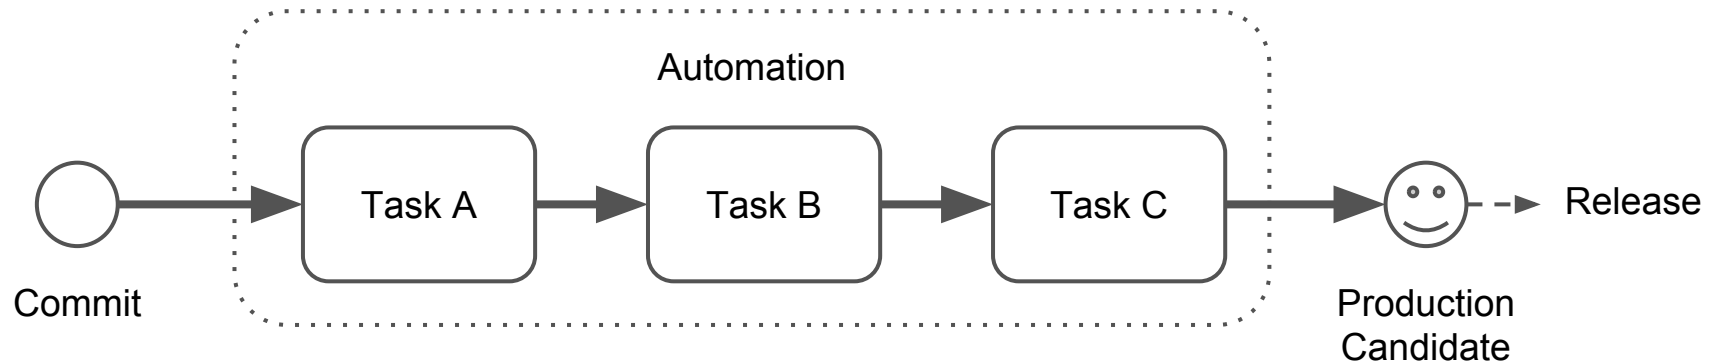 Automation
Task A
Task B
Task C
Release
Commit
Production
Candidate